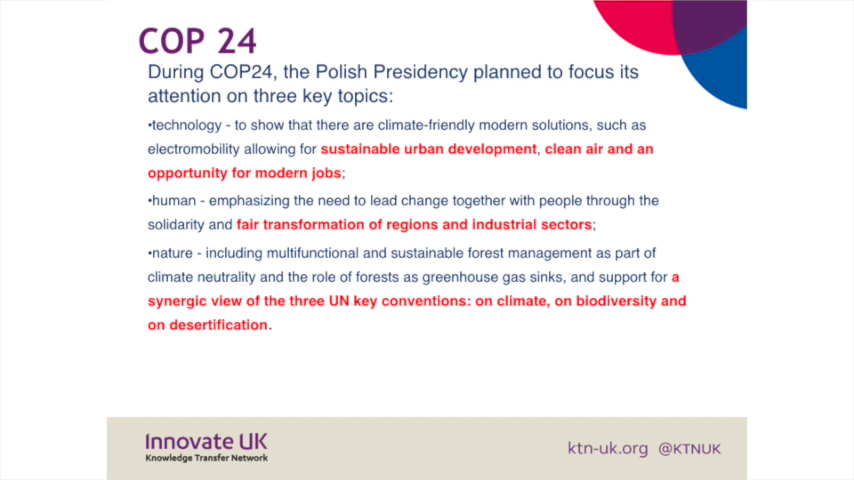 COP 24
During COP24, the Polish Presidency planned to focus its
attention on three key topics:
•technology - to show that there are climate-friendly modern solutions, such as
electromobility allowing for sustainable urban development, clean air and an
opportunity for modern jobs;
•human - emphasizing the need to lead change together with people through the
solidarity and fair transformation of regions and industrial sectors;
•nature - including multifunctional and sustainable forest management as part of
climate neutrality and the role of forests as greenhouse gas sinks, and support for a
synergic view of the three UN key conventions: on climate, on biodiversity and
on desertification.
Innovate UK
Knowledge Transfer Network
ktn-uk.org @KTNUK